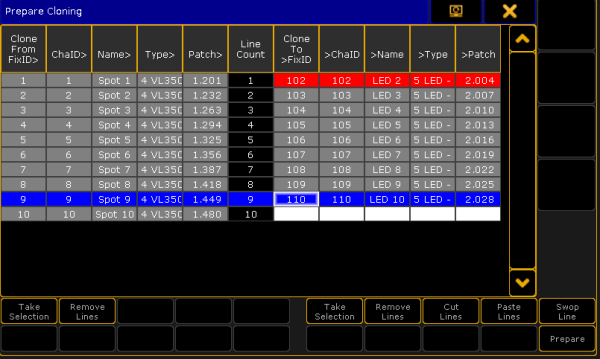 Prepare Cloning
Clone From FixID> ChaID> Name> Type> Patch> Line Count Clone To >FixID >ChaID >Name >Type >Patch
1 1 Spot 1 4 VL350 1.201 1 102 102 LED 2 5 LED - 2.004
2 2 Spot 2 4 VL350 1.232 2 103 103 LED 3 5 LED - 2.007
3 3 Spot 3 4 VL350 1.263 3 104 104 LED 4 5 LED - 2.010
4 4 Spot 4 4 VL350 1.294 4 105 105 LED 5 5 LED - 2.013
5 5 Spot 5 4 VL350 1.325 5 106 106 LED 6 5 LED - 2.016
6 6 Spot 6 4 VL350 1.356 6 107 107 LED 7 5 LED - 2.019
7 7 Spot 7 4 VL350 1.387 7 108 108 LED 8 5 LED - 2.022
8 8 Spot 8 4 VL350 1.418 8 109 109 LED 9 5 LED - 2.025
9 9 Spot 9 4 VL350 1.449 9 110 110 LED 10 5 LED - 2.028
10 10 Spot 10 4 VL350 1.480 10
Take Selection Remove Lines Take Selection Remove Lines Cut Lines Paste Lines Swop Line
Prepare